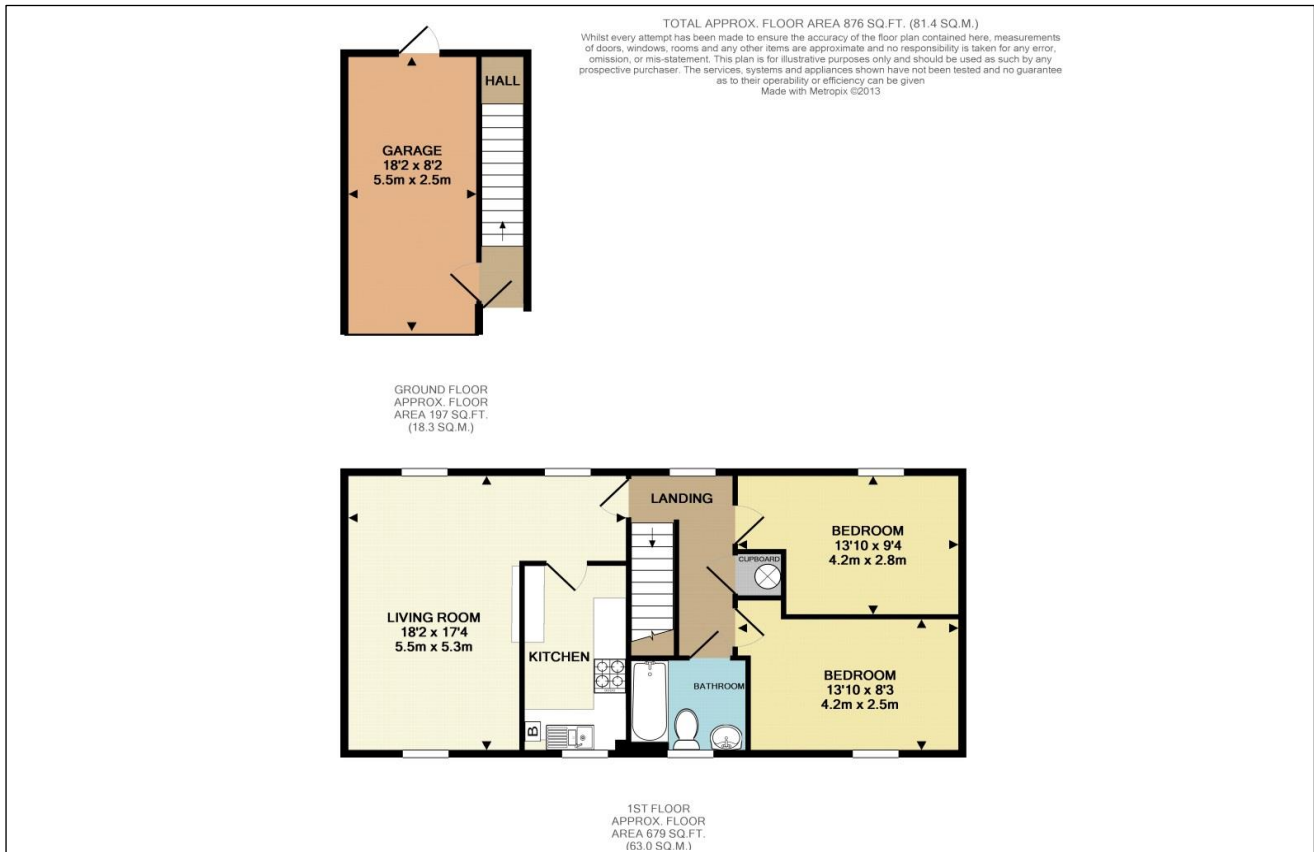 TOTAL APPROX. FLOOR AREA 876 SQ.FT. (81.4 SQ.M.)
Whilst every attempt has been made to ensure the accuracy of the floor plan contained here, measurements
of doors, windows, rooms and any other items are approximate and no responsibility is taken for any error,
omission, or mis-statement. This plan is for illustrative purposes only and should be used as such by any
prospective purchaser. The services, systems and appliances shown have not been tested and no guarantee
as to their operability or efficiency can be given
Made with Metropix ©2013
HALL
GARAGE
18'2 x 8'2
5.5m x 2.5m
GROUND FLOOR
APPROX. FLOOR
AREA 197 SQ.FT.
(18.3 SQ.M.)
LANDING
BEDROOM
13'10 x 9'4
4.2m x 2.8m
CUPBOARD
LIVING ROOM
18'2 x 17'4
5.5m x 5.3m
KITCHEN
BATHROOM
BEDROOM
13'10 x 8'3
4.2m x 2.5m
B
1ST FLOOR
APPROX. FLOOR
AREA 679 SQ.FT.
(63.0 SQ.M.)